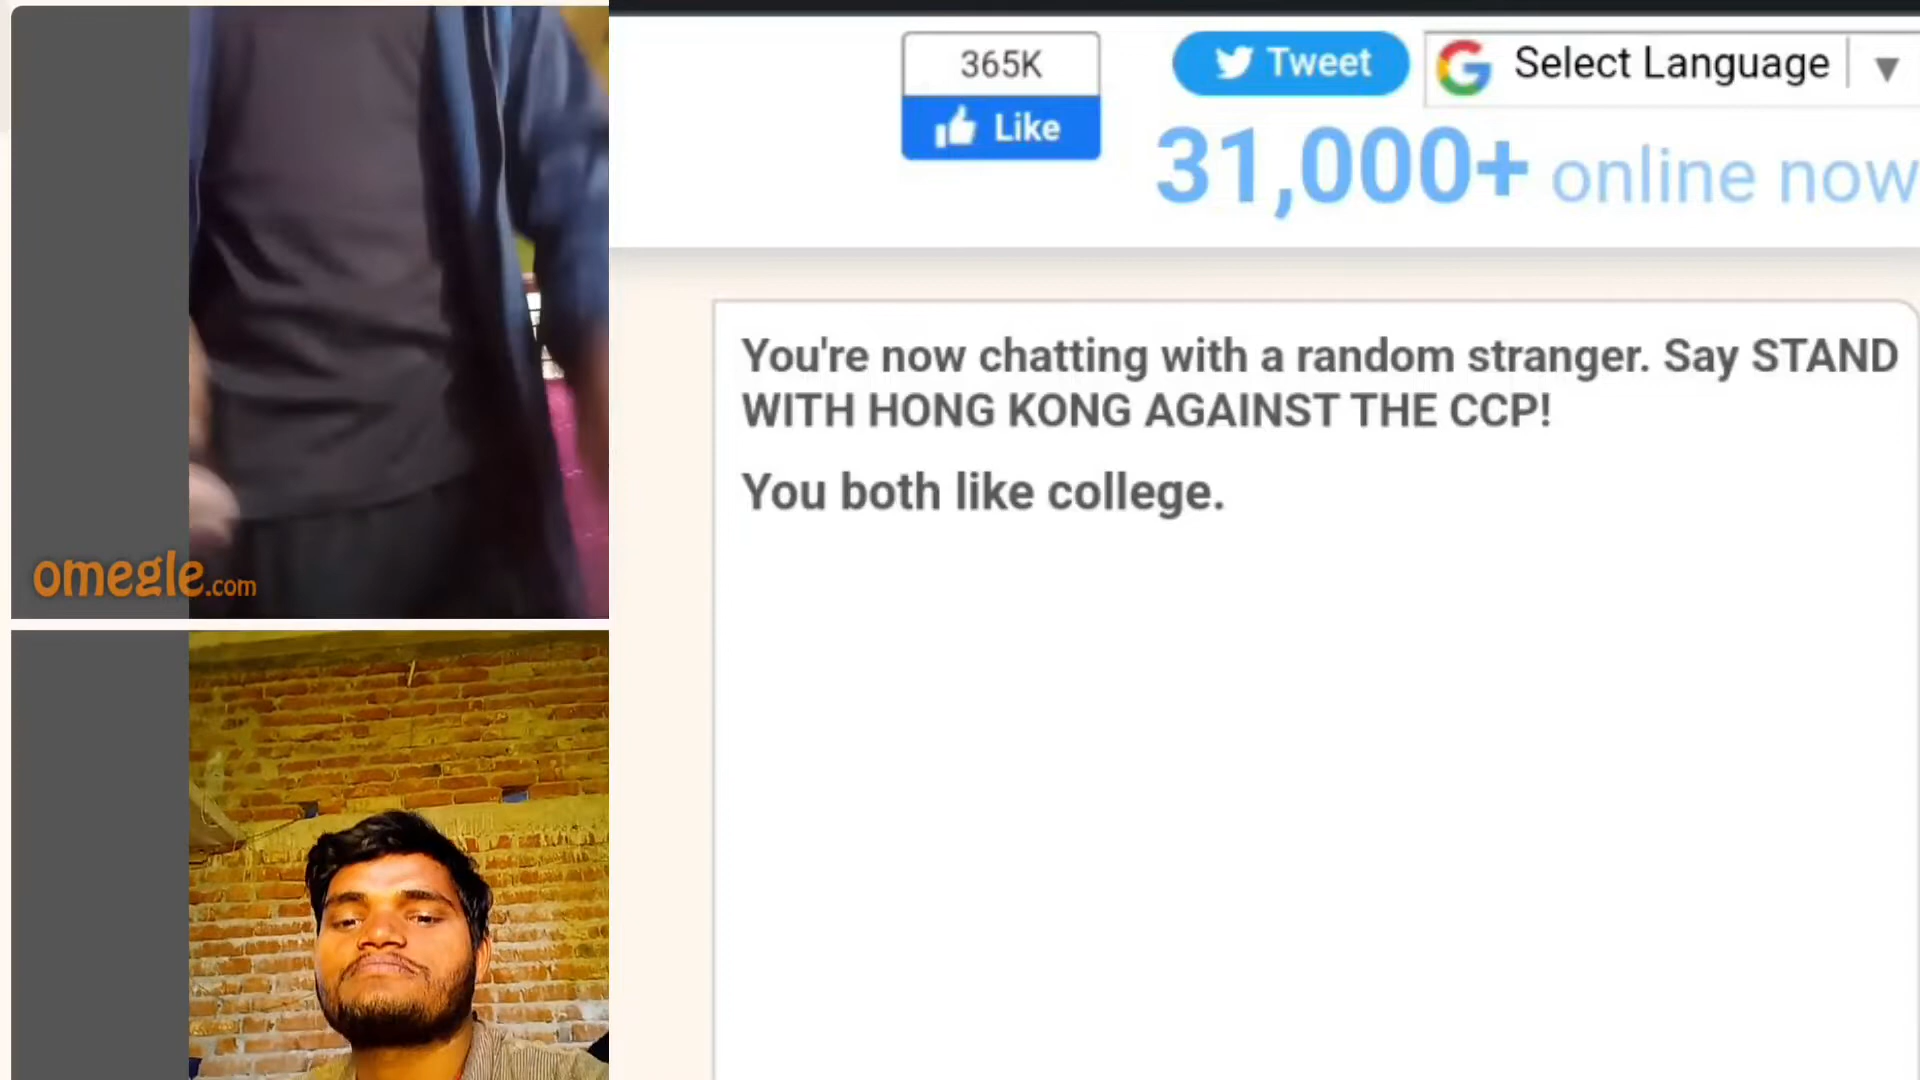 365K
Like
Tweet
Select Language
31,000+ online now
You're now chatting with a random stranger. Say STAND
WITH HONG KONG AGAINST THE CCP!
You both like college.
omegle.com